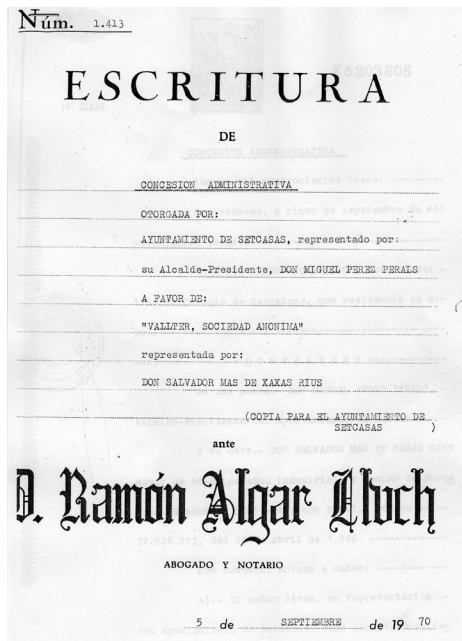 Núm. 1.413
ESCRITURA
DE
CONCESION ADMINISTRATIVA
OTORGADA POR:
AYUNTAMIENTO DE SETCASAS, representado por:
su Alcalde-Presidente, DON MIGUEL PEREZ PERALS
A FAVOR DE:
"VALLTER, SOCIEDAD ANONIMA"
representada por:
DON SALVADOR MAS DE XAXAS RIUS
(COPIA PARA EL AYUNTAMIENTO DE
SETCASAS )
ante
D. Ramón Algar Lluch
ABOGADO Y NOTARIO
5 de SEPTIEMBRE de 19 70